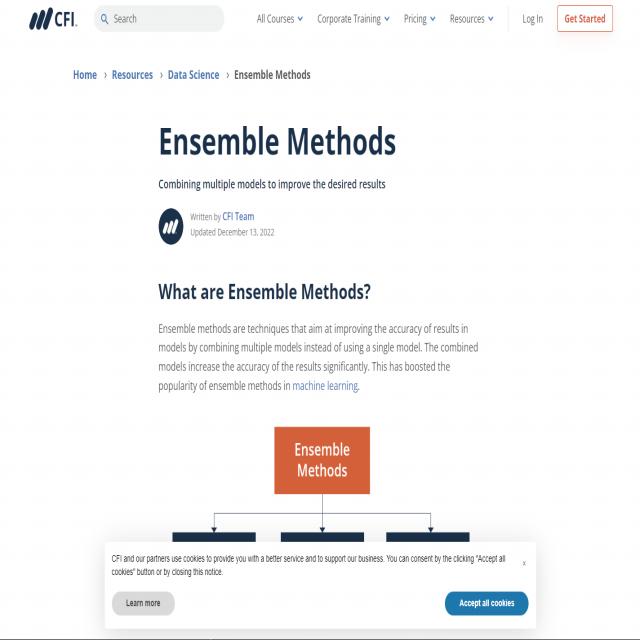 CFI.
Search
All Courses
Corporate Training
Pricing
Resources
Log In
Get Started
Home › Resources › Data Science › Ensemble Methods
Ensemble Methods
Combining multiple models to improve the desired results
Written by CFI Team
Updated December 13, 2022
What are Ensemble Methods?
Ensemble methods are techniques that aim at improving the accuracy of results in
models by combining multiple models instead of using a single model. The combined
models increase the accuracy of the results significantly. This has boosted the
popularity of ensemble methods in machine learning.
Ensemble
Methods
CFI and our partners use cookies to provide you with a better service and to support our business. You can consent by the clicking "Accept all
cookies" button or by closing this notice.
x
Learn more
Accept all cookies